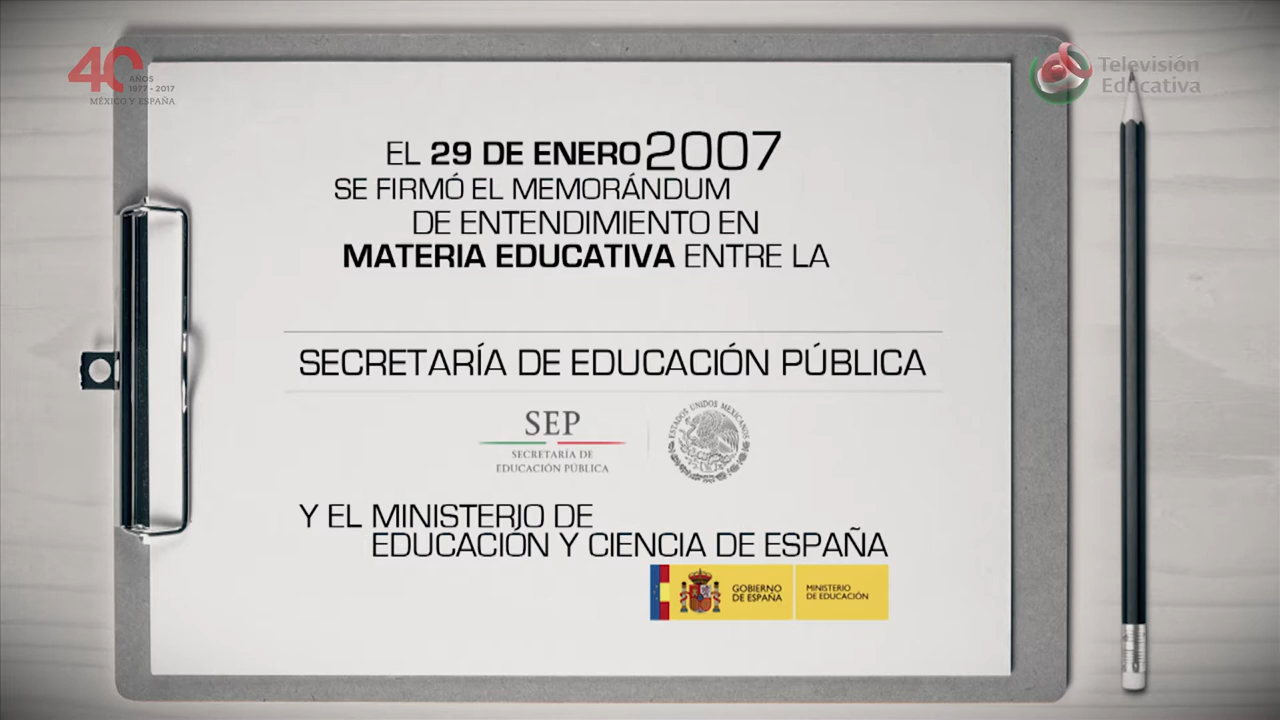 40
AÑOS
1977 - 2017
MÉXICO Y ESPAÑA
Televisión
Educativa
EL 29 DE ENERO 2007
SE FIRMÓ EL MEMORÁNDUM
DE ENTENDIMIENTO EN
MATERIA EDUCATIVA ENTRE LA
SECRETARÍA DE EDUCACIÓN PÚBLICA
SEP
SECRETARÍA DE
EDUCACIÓN PÚBLICA
ESTADOS UNIDOS MEXICANOS
Y EL MINISTERIO DE
EDUCACIÓN Y CIENCIA DE ESPAÑA
GOBIERNO
DE ESPAÑA
MINISTERIO
DE EDUCACIÓN